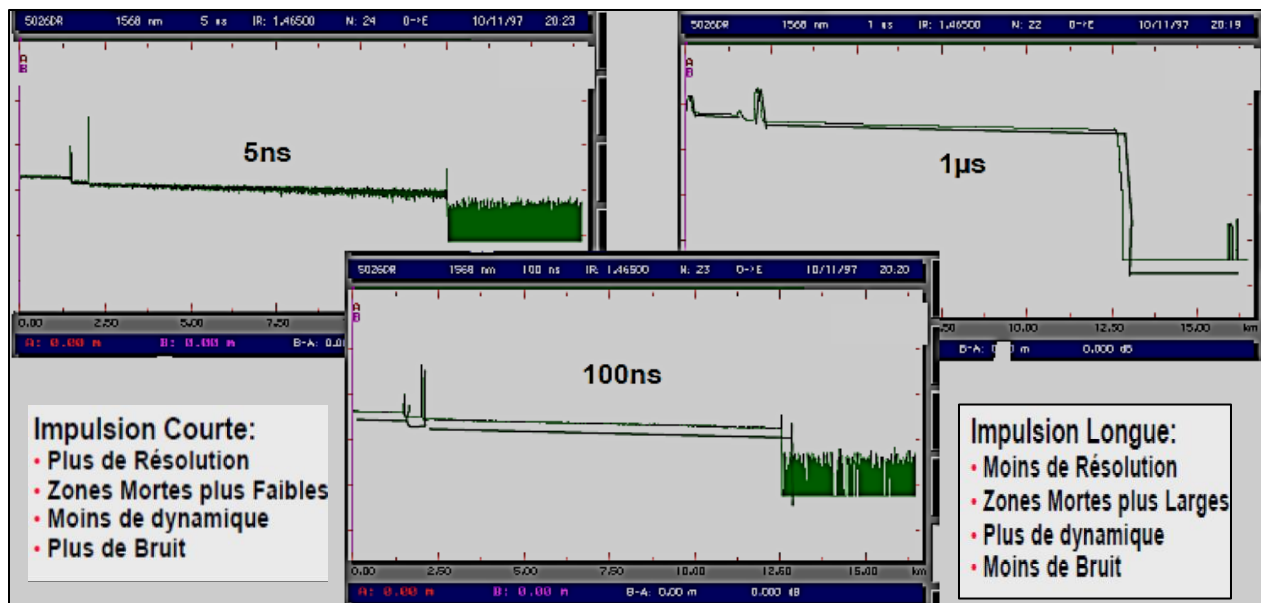 5026DR 1568 nm 5 ns IR: 1.46500 N: 24 O->E 10/11/97 20:23
A
B
5ns
0.00 2.50 5.00 7.50
A: 0.00 m B: 0.00 m B-A: 0.0
5026DR 1568 nm 1 us IR: 1.46500 N: 22 O->E 10/11/97 20:19
A
B
1µs
.50 10.00 12.50 15.00 km
B-A: m 0.000 dB
5026DR 1568 nm 100 ns IR: 1.46500 N: 23 O->E 10/11/97 20:20
A
B
100ns
0.00 2.50 5.00 7.50 10.00 12.50 15.00 km
A: 0.00 m B: 0.00 m B-A: 0.00 m 0.000 dB
Impulsion Courte:
• Plus de Résolution
• Zones Mortes plus Faibles
• Moins de dynamique
• Plus de Bruit
Impulsion Longue:
• Moins de Résolution
• Zones Mortes plus Larges
• Plus de dynamique
• Moins de Bruit